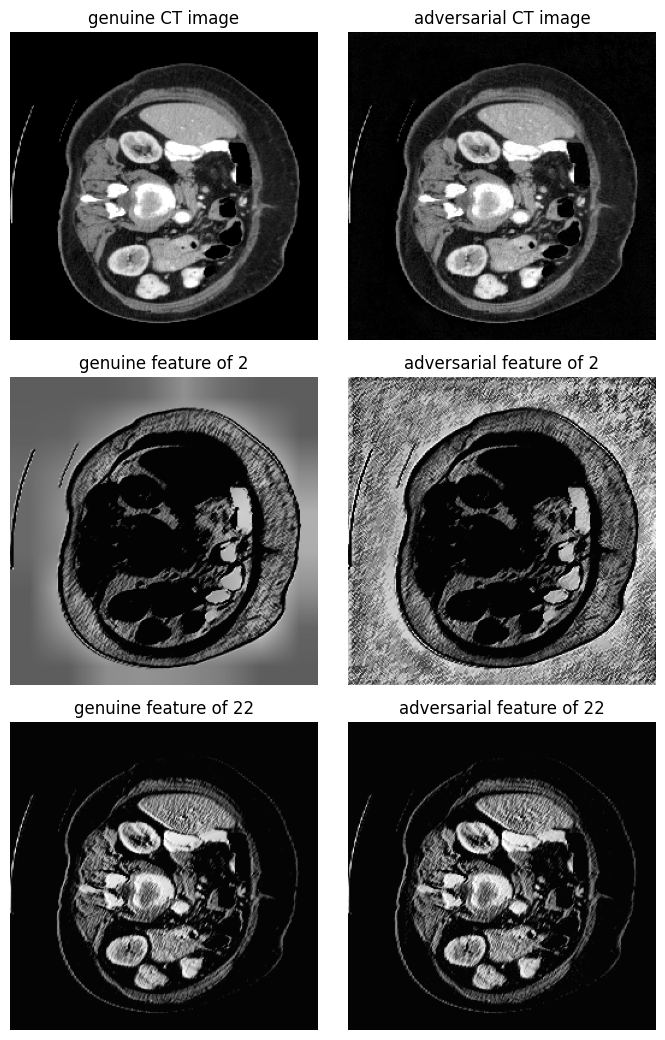 genuine CT image
adversarial CT image
genuine feature of 2
adversarial feature of 2
genuine feature of 22
adversarial feature of 22